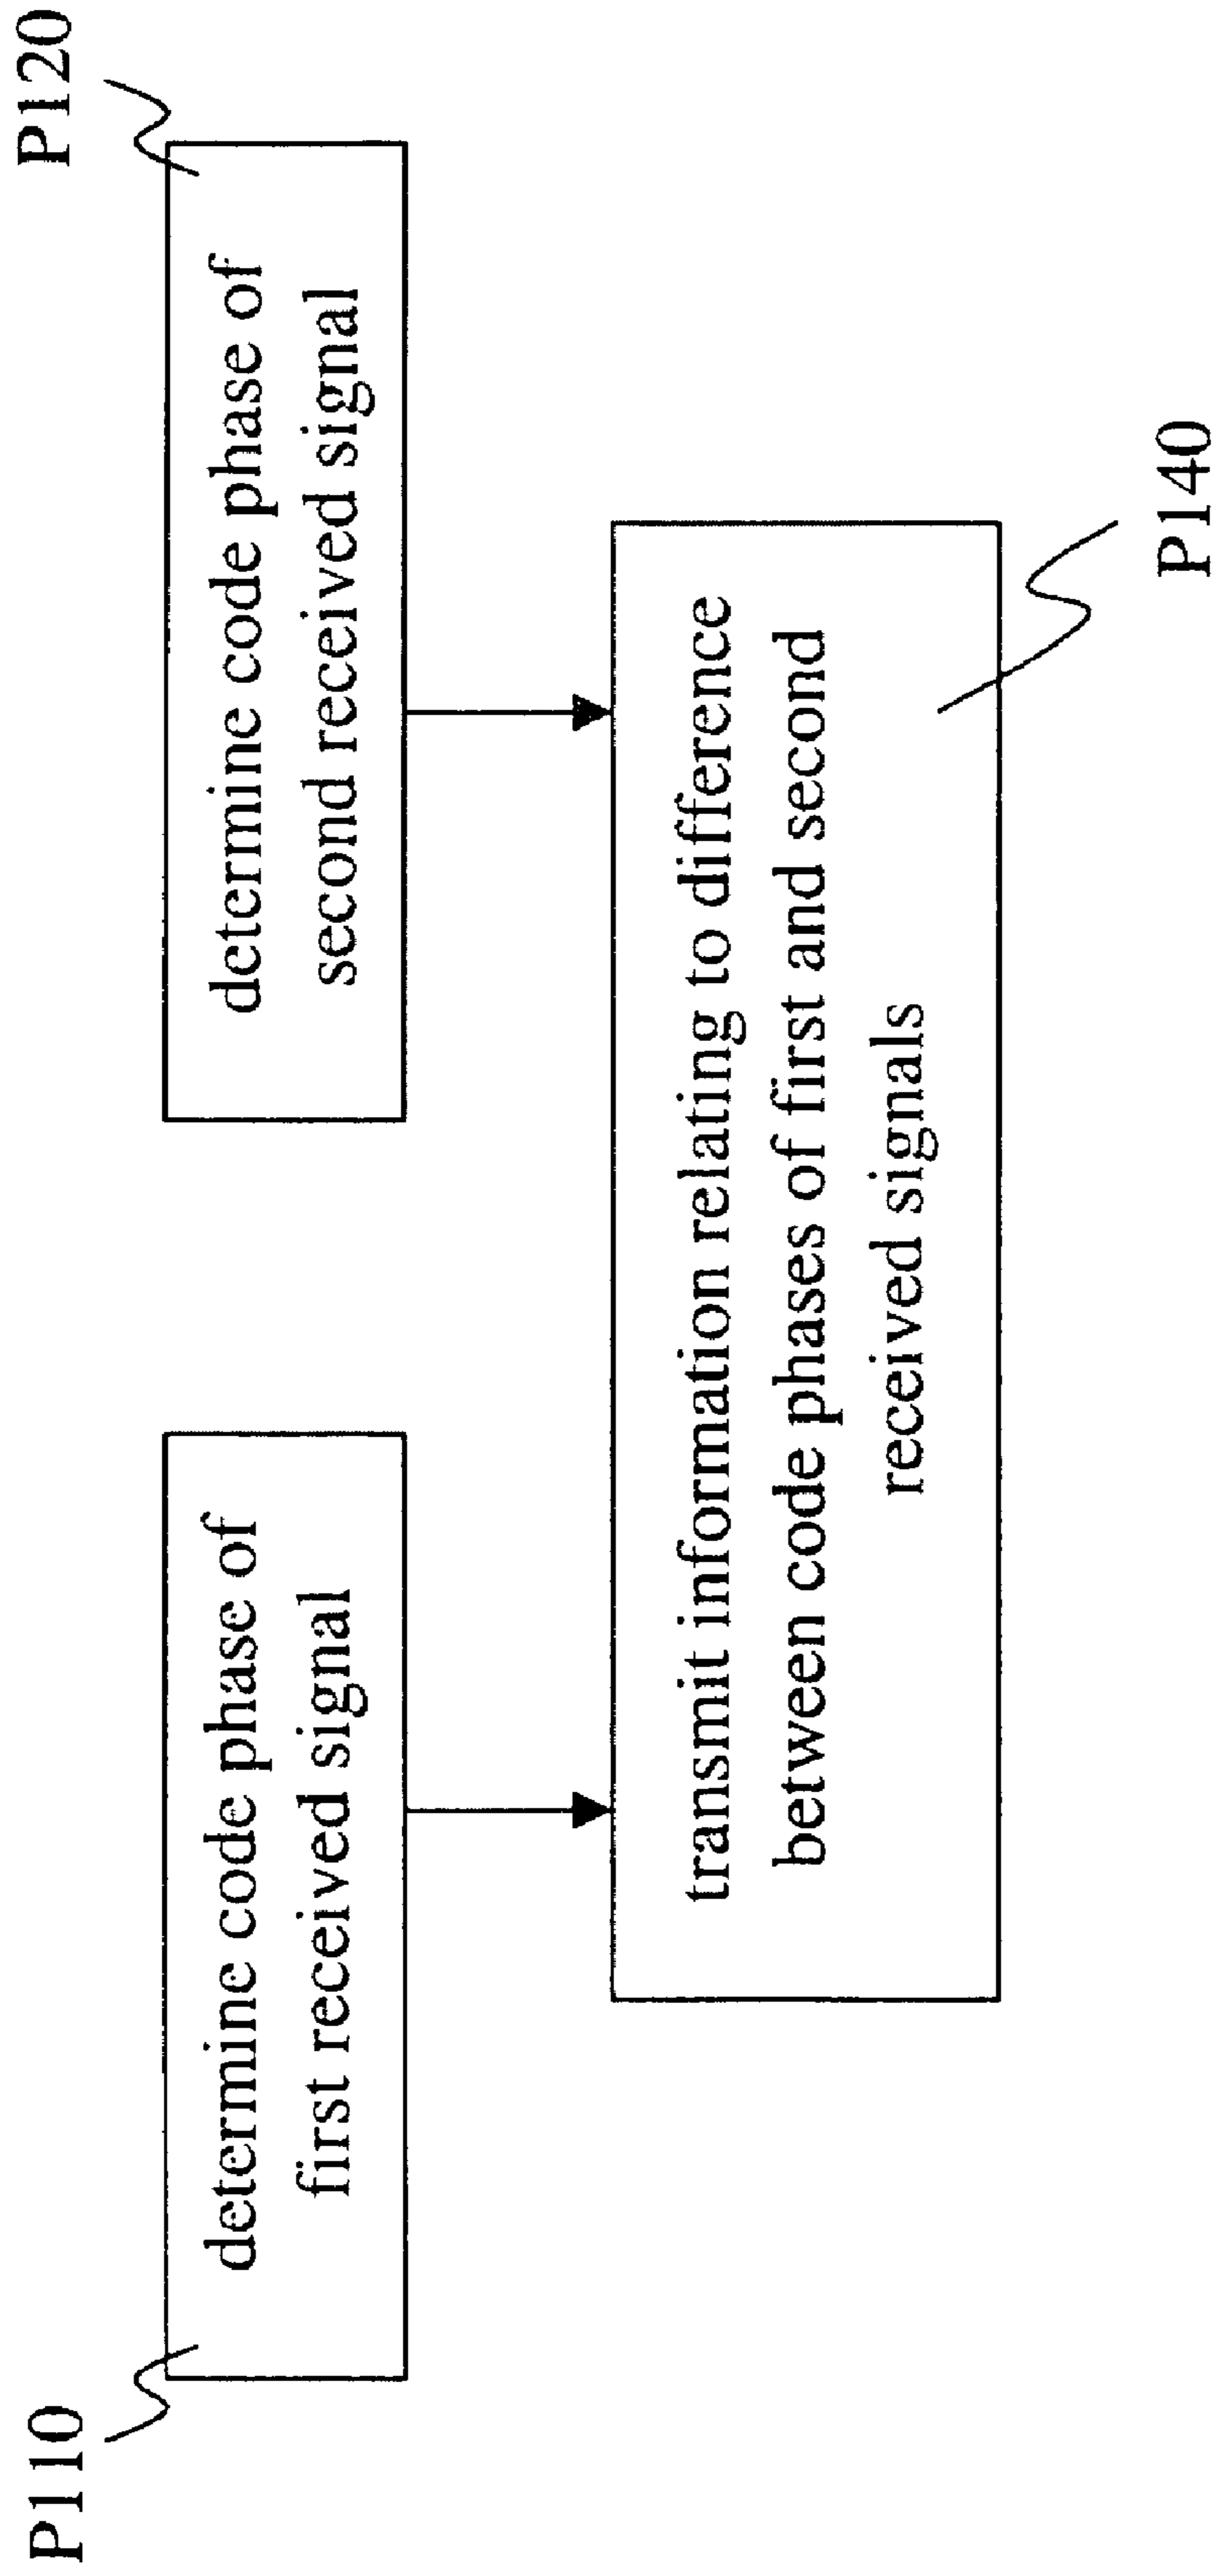 P110
determine code phase of
first received signal
P120
determine code phase of
second received signal
transmit information relating to difference
between code phases of first and second
received signals
P140